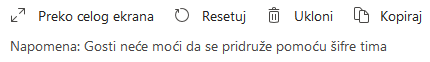 Preko celog ekrana Resetuj Ukloni Kopiraj
Napomena: Gosti neće moći da se pridruže pomoću šifre tima